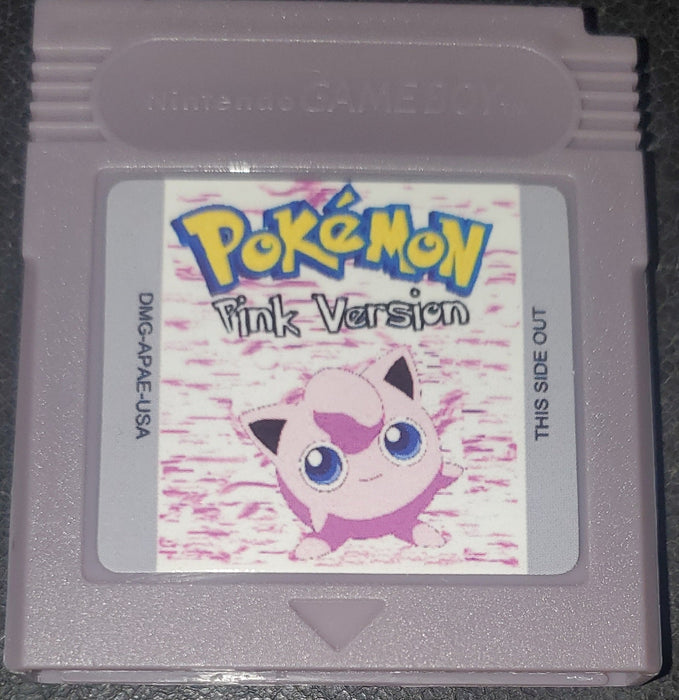 Nintendo GAME BOY
POKéMON
Pink Version
DMG-APAE-USA
THIS SIDE OUT